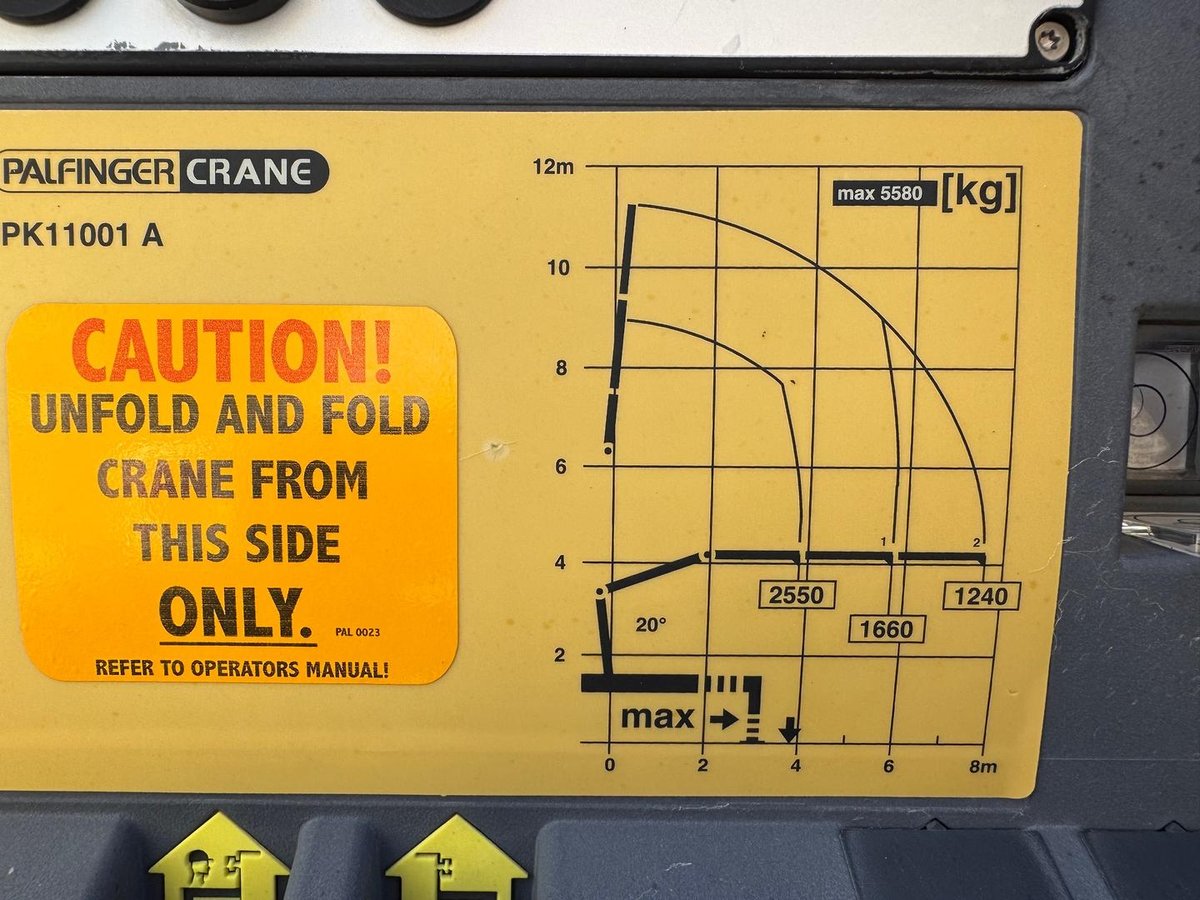 PALFINGER CRANE
PK11001 A
CAUTION!
UNFOLD AND FOLD
CRANE FROM
THIS SIDE
ONLY.
PAL 0023
REFER TO OPERATORS MANUAL!
12m
max 5580 [kg]
10
8
6
1 2
4
2550
1240
1660
20°
2
max
0 2 4 6 8m